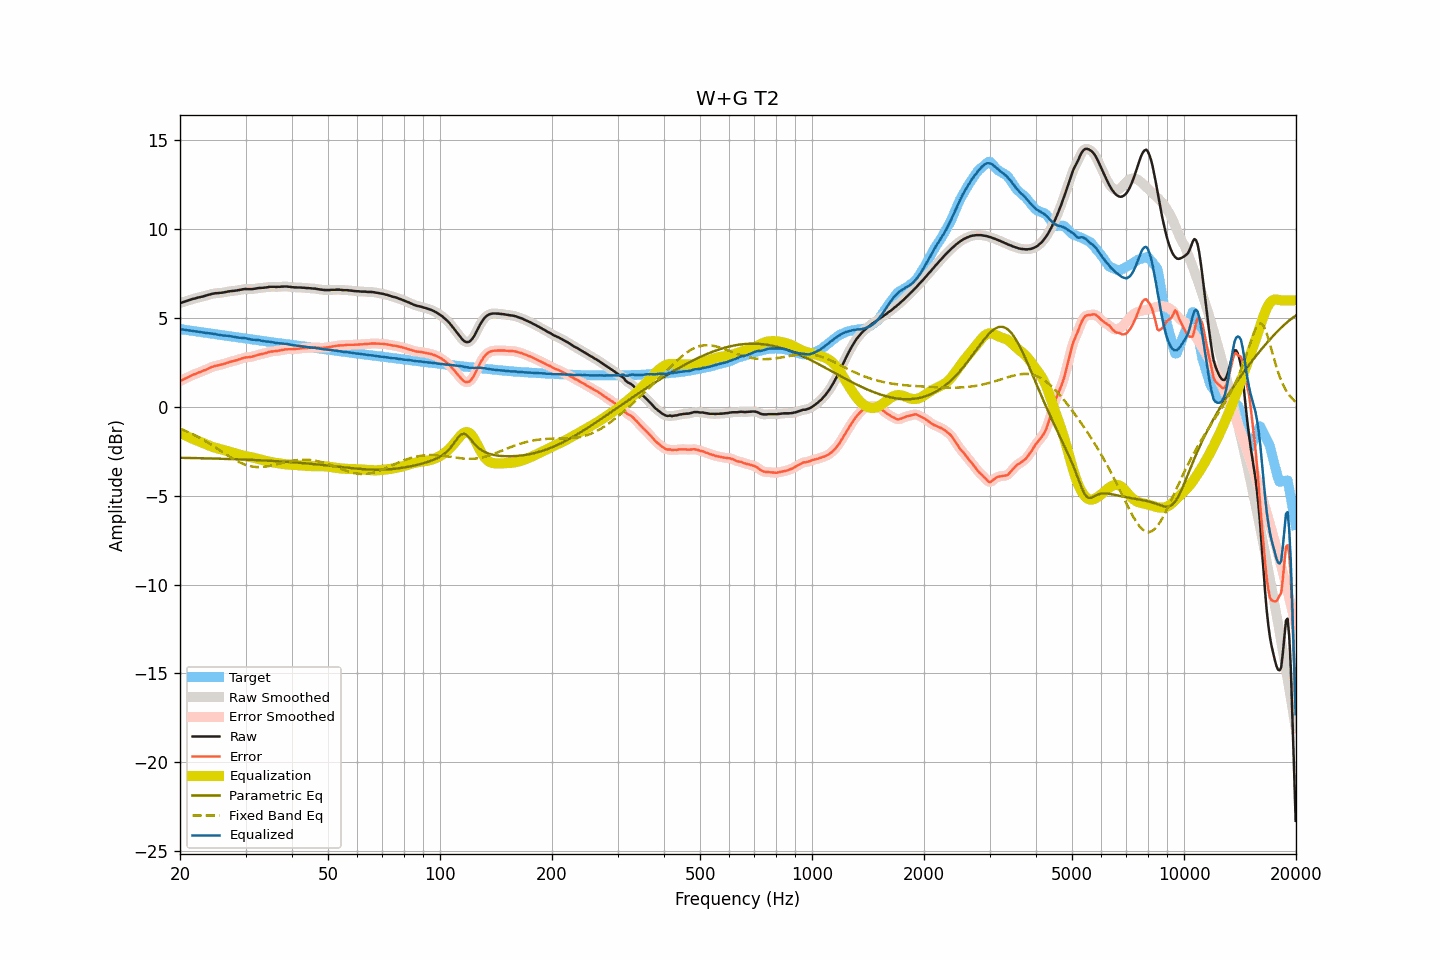 W+G T2
15
10
5
0
−5
−10
−15
−20
−25
Amplitude (dBr)
Target
Raw Smoothed
Error Smoothed
Raw
Error
Equalization
Parametric Eq
Fixed Band Eq
Equalized
20 50 100 200 500 1000 2000 5000 10000 20000
Frequency (Hz)